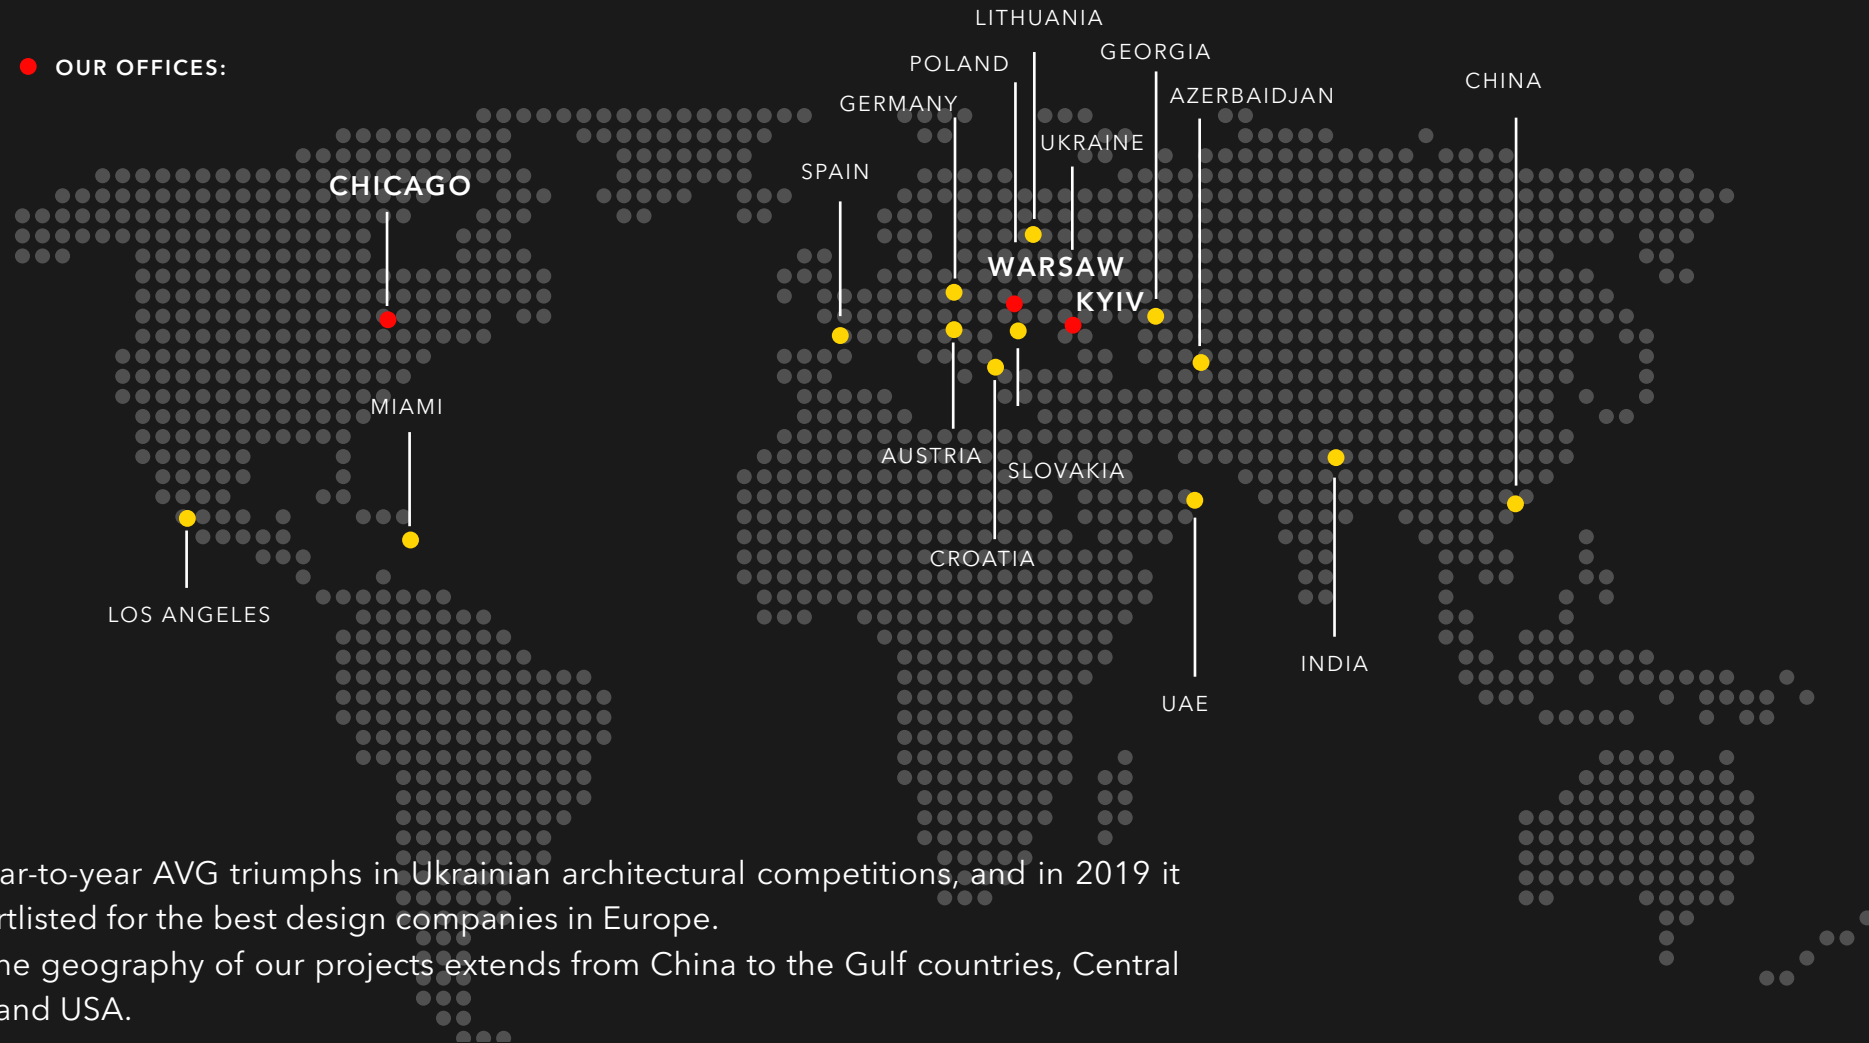 LITHUANIA
GEORGIA
OUR OFFICES:
POLAND
CHINA
AZERBAIDJAN
GERMANY
UKRAINE
SPAIN
CHICAGO
WARSAW
KYIV
MIAMI
AUSTRIA
SLOVAKIA
CROATIA
LOS ANGELES
INDIA
UAE
ar-to-year AVG triumphs in Ukrainian architectural competitions, and in 2019 it
rtlisted for the best design companies in Europe.
he geography of our projects extends from China to the Gulf countries, Central
and USA.